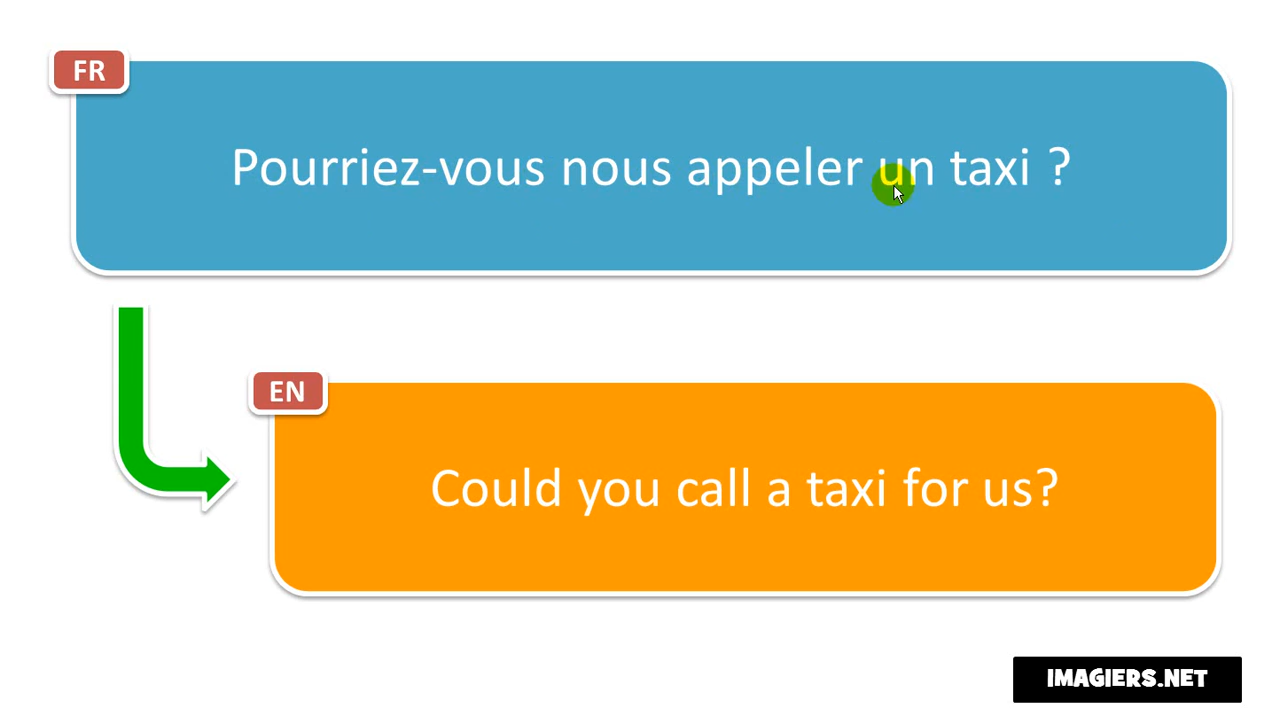 FR
Pourriez-vous nous appeler un taxi ?
EN
Could you call a taxi for us?
IMAGIERS.NET